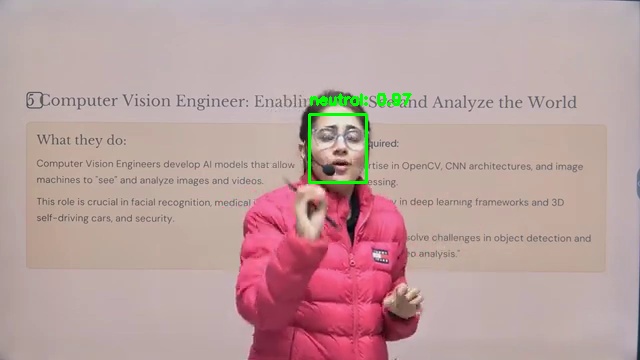 5 Computer Vision Engineer: Enablin See and Analyze the World
neutral: 0.97
What they do:
Computer Vision Engineers develop AI models that allow
machines to "see" and analyze images and videos.
This role is crucial in facial recognition, medical
self-driving cars, and security.
quired:
rtise in OpenCV, CNN architectures, and image
essing.
y in deep learning frameworks and 3D
solve challenges in object detection and
eo analysis."